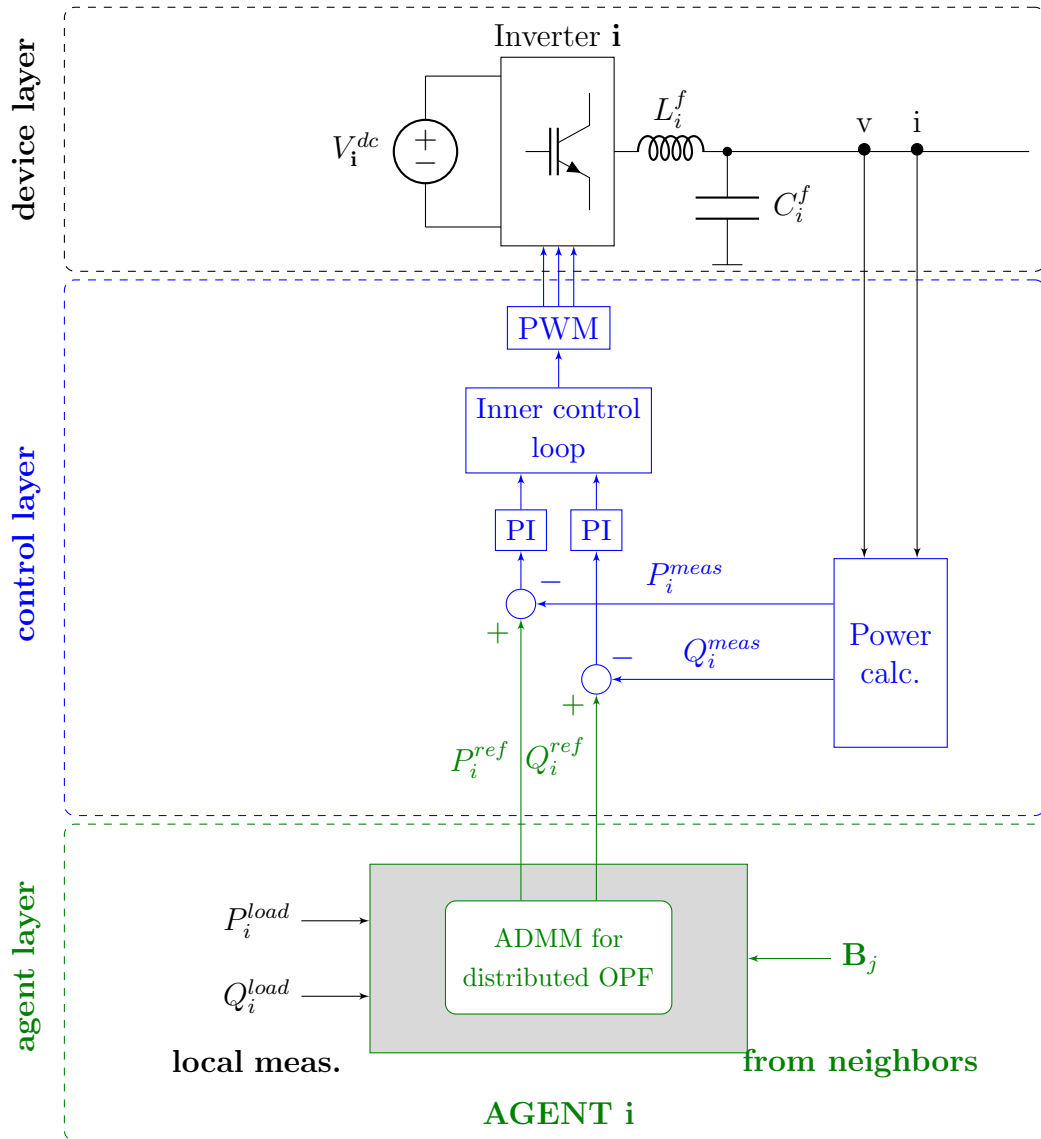 device layer
Inverter i
V_i^{dc}
+
−
L_i^f
C_i^f
v
i
control layer
PWM
Inner control
loop
PI
PI
−
P_i^{meas}
+
−
Q_i^{meas}
+
Power
calc.
P_i^{ref}
Q_i^{ref}
agent layer
P_i^{load}
Q_i^{load}
ADMM for
distributed OPF
B_j
local meas.
from neighbors
AGENT i